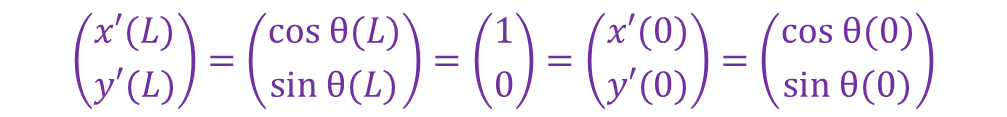 (x′(L) y′(L)) = (cos θ(L) sin θ(L)) = (1 0) = (x′(0) y′(0)) = (cos θ(0) sin θ(0))